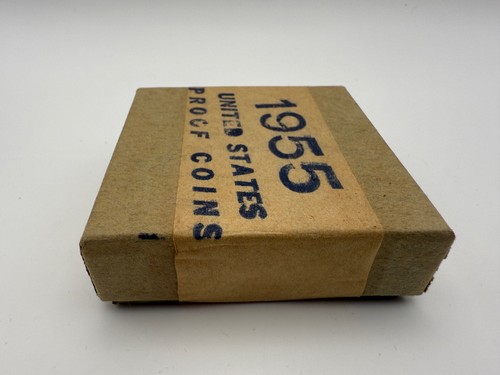 1955
UNITED STATES
PROOF COINS